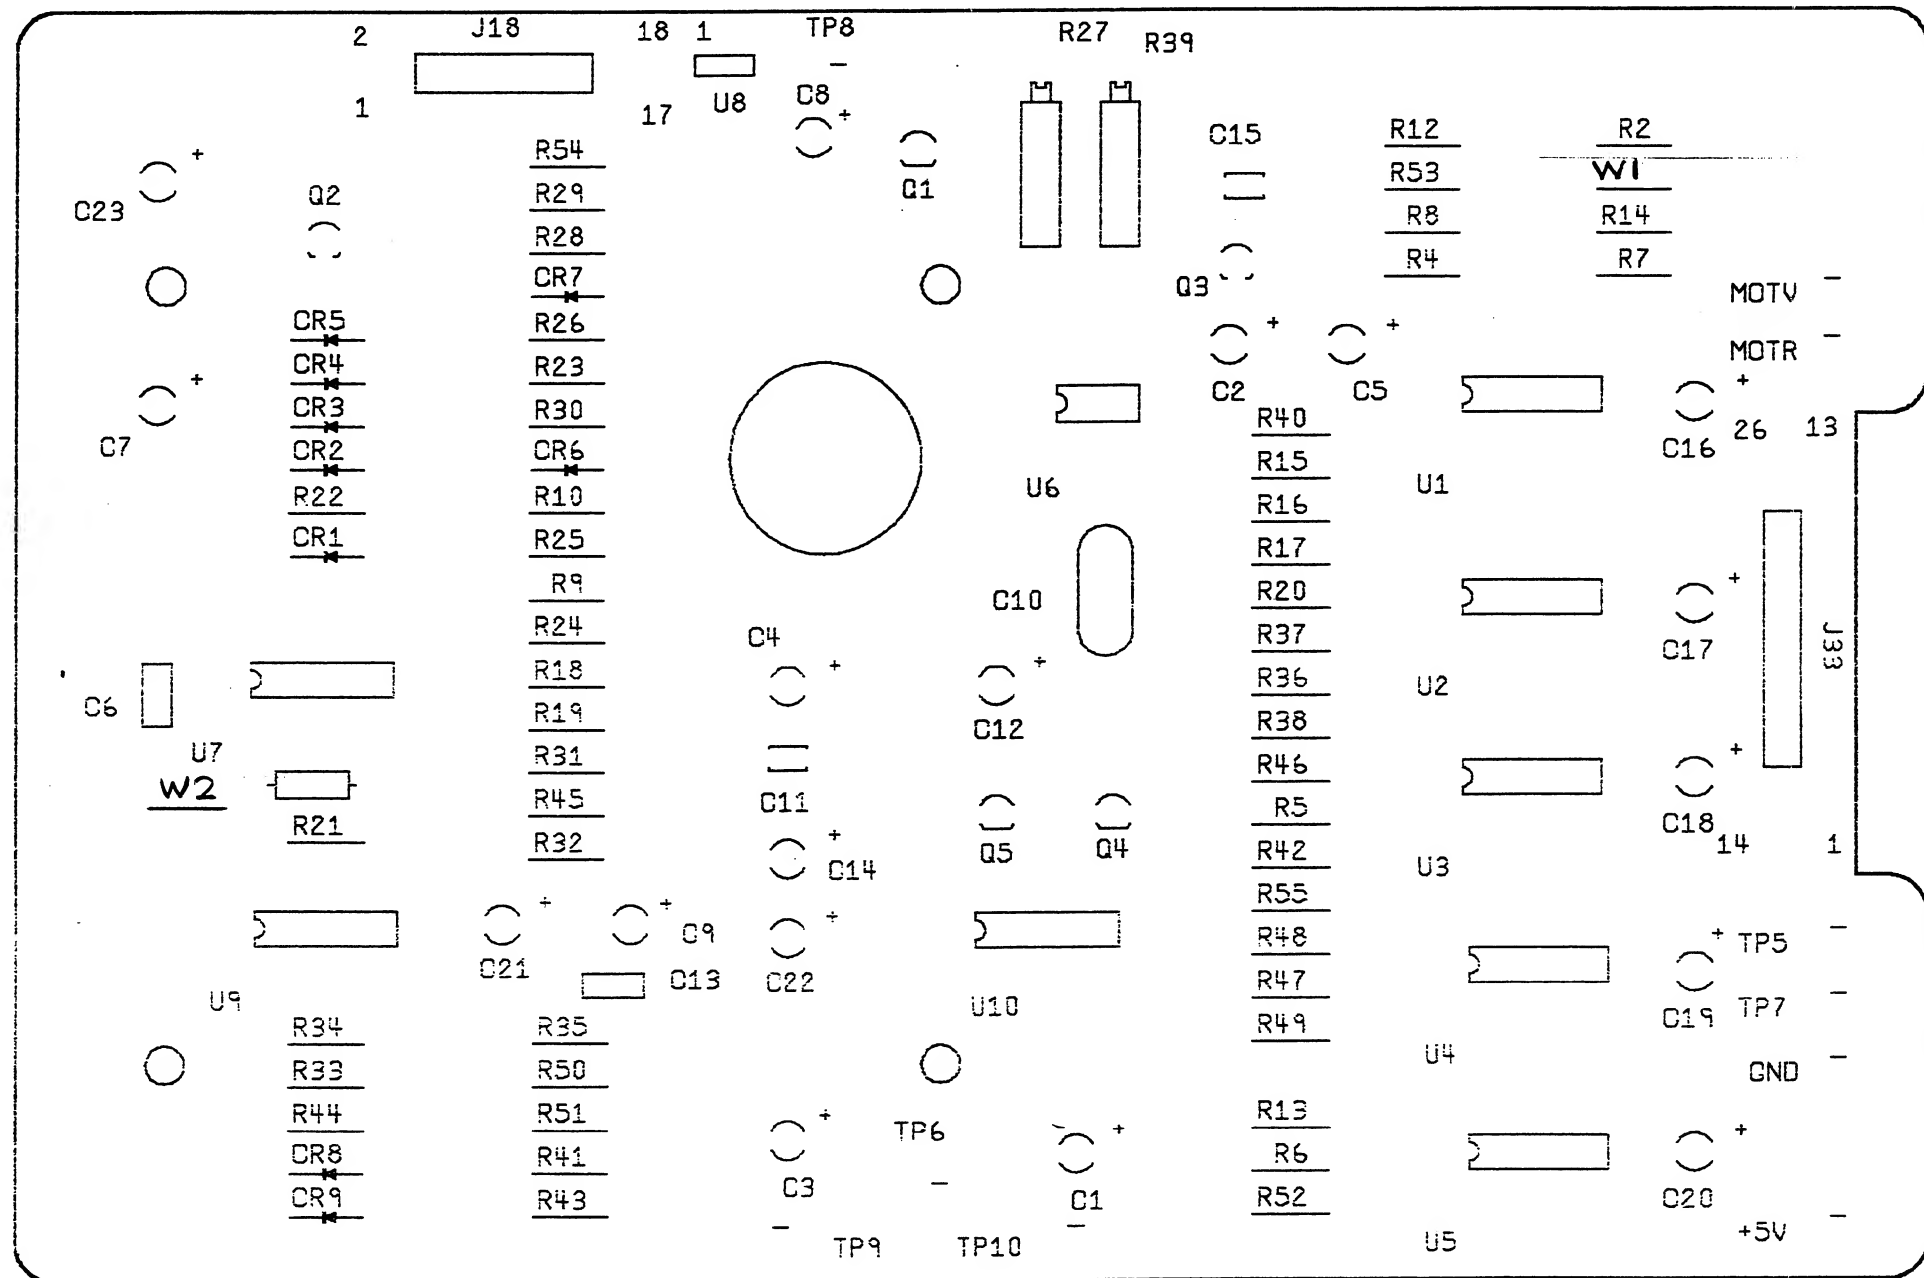 2 J18 18 1 TP8 R27 R39
1 17 U8 C8 +
R54 Q1 C15 R12 R2
C23 + Q2 R29 R53 W1
R28 R8 R14
CR7 Q3 R4 R7
MOTV
CR5 R26 + + MOTR
CR4 R23 C2 C5 +
C7 + CR3 R30 R40 C16 26 13
CR2 CR6 R15
R22 R10 U6 R16 U1
CR1 R25 R17
R9 C10 R20 +
R24 C4 R37 C17 J33
R18 + + R36 U2
C6 R19 C12 R38
U7 R31 R46 +
W2 R45 C11 R5
R21 R32 + C14 Q5 Q4 R42 U3 C18 14 1
R55
+ C21 + C9 + R48 + TP5
C13 C22 R47
U9 U10 R49 C19 TP7
R34 R35 U4
R33 R50 GND
R44 R51 + TP6 + R13 +
CR8 R41 R6
CR9 R43 C3 C1 R52 C20
TP9 TP10 U5 +5V